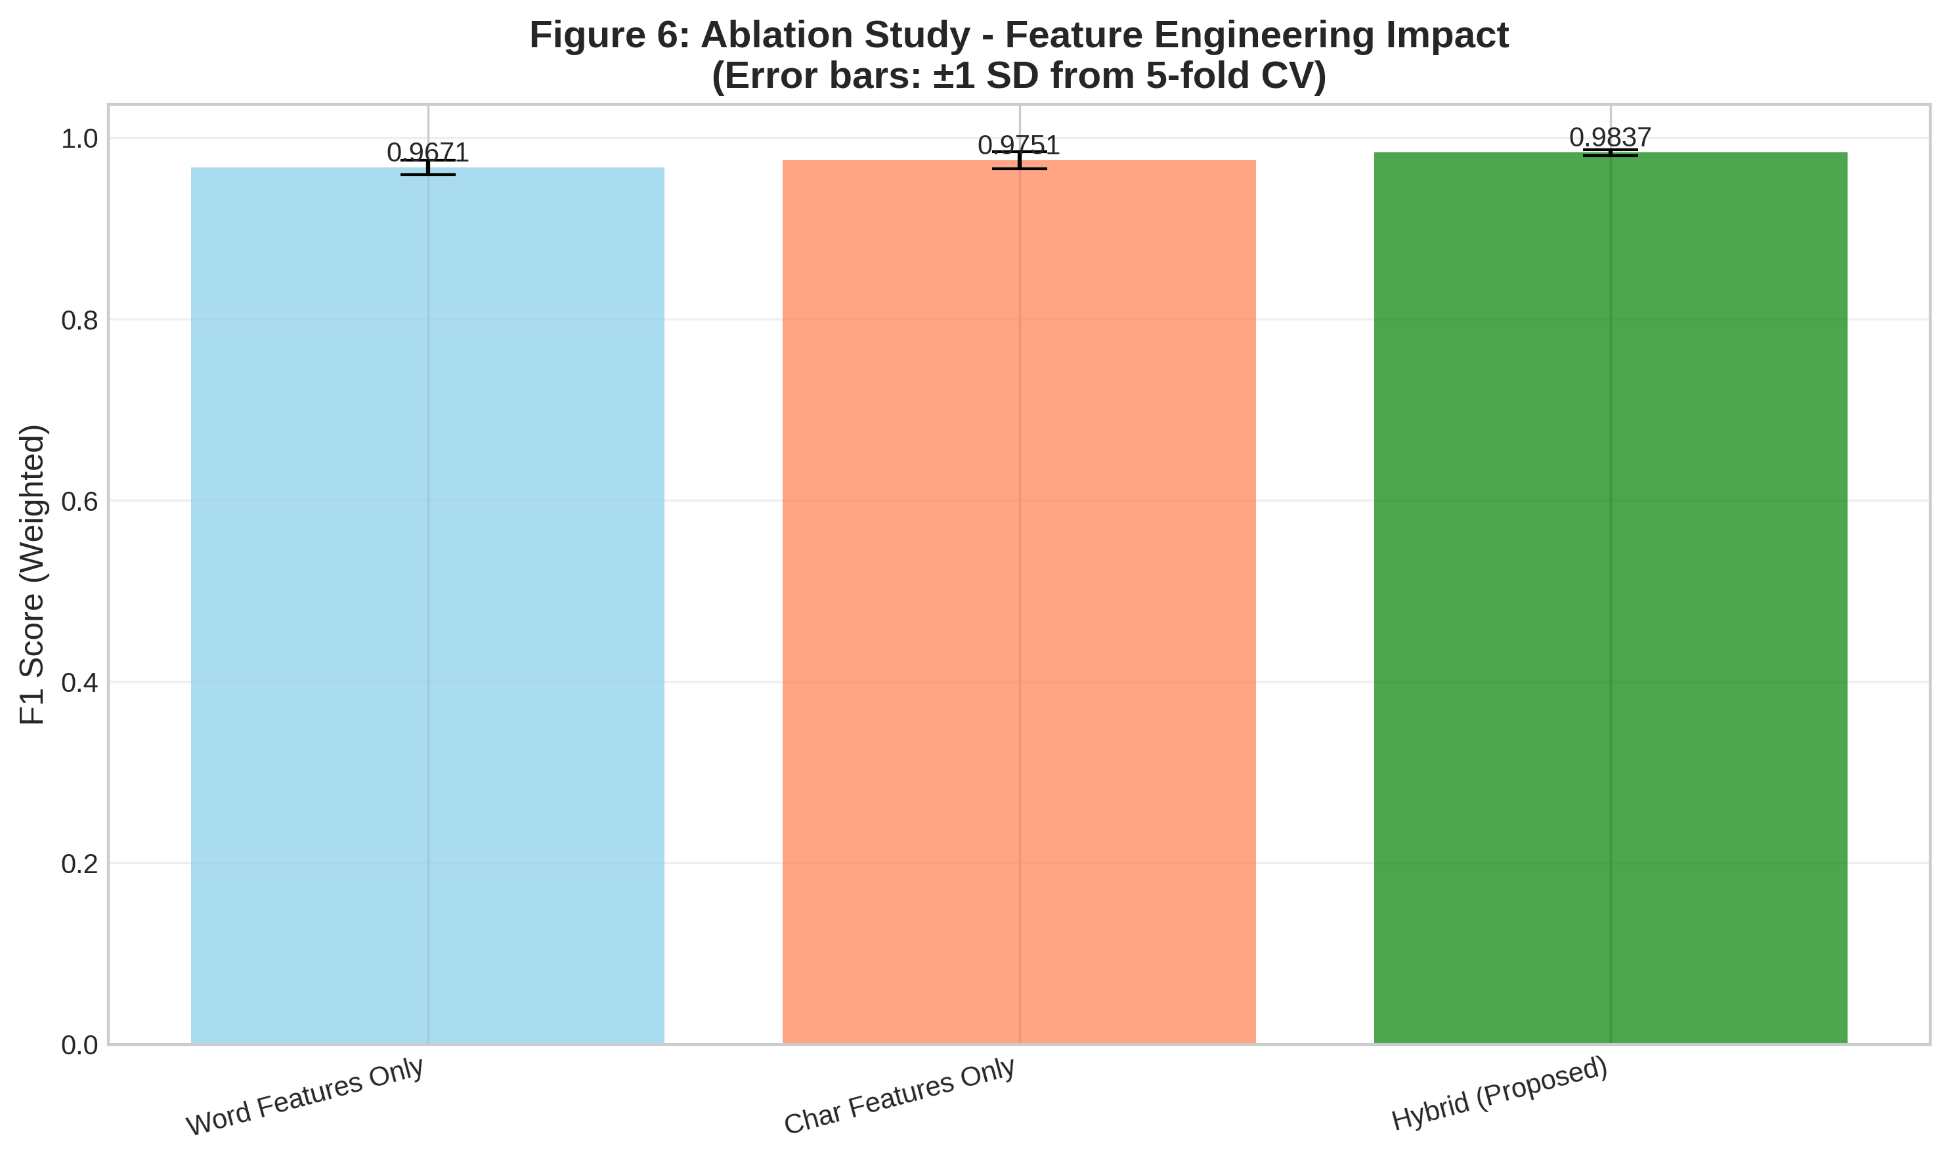 Figure 6: Ablation Study - Feature Engineering Impact
(Error bars: ±1 SD from 5-fold CV)
F1 Score (Weighted)
1.0
0.8
0.6
0.4
0.2
0.0
0.9671
0.9751
0.9837
Word Features Only
Char Features Only
Hybrid (Proposed)